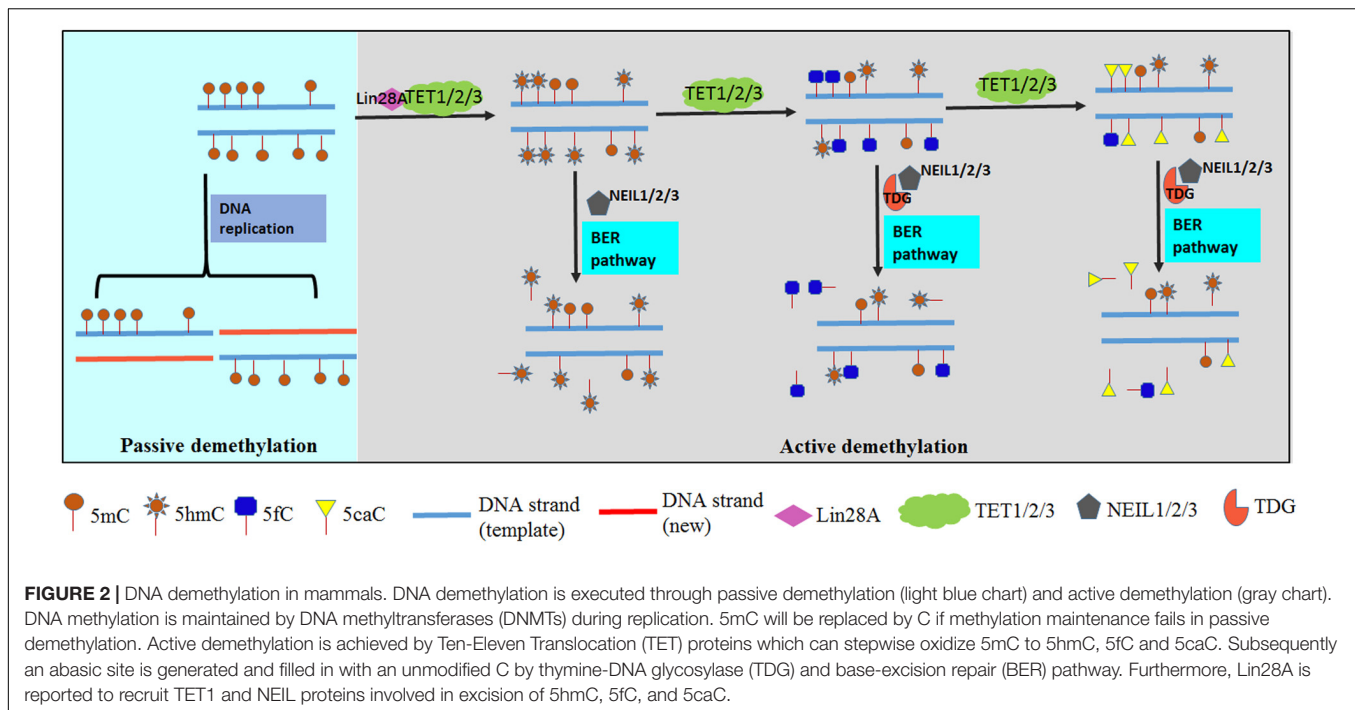 Lin28A TET1/2/3
TET1/2/3
TET1/2/3
DNA
replication
NEIL1/2/3
BER
pathway
TDG
NEIL1/2/3
BER
pathway
TDG
NEIL1/2/3
BER
pathway
Passive demethylation
Active demethylation
5mC
5hmC
5fC
5caC
DNA strand
(template)
DNA strand
(new)
Lin28A
TET1/2/3
NEIL1/2/3
TDG
FIGURE 2 | DNA demethylation in mammals. DNA demethylation is executed through passive demethylation (light blue chart) and active demethylation (gray chart).
DNA methylation is maintained by DNA methyltransferases (DNMTs) during replication. 5mC will be replaced by C if methylation maintenance fails in passive
demethylation. Active demethylation is achieved by Ten-Eleven Translocation (TET) proteins which can stepwise oxidize 5mC to 5hmC, 5fC and 5caC. Subsequently
an abasic site is generated and filled in with an unmodified C by thymine-DNA glycosylase (TDG) and base-excision repair (BER) pathway. Furthermore, Lin28A is
reported to recruit TET1 and NEIL proteins involved in excision of 5hmC, 5fC, and 5caC.